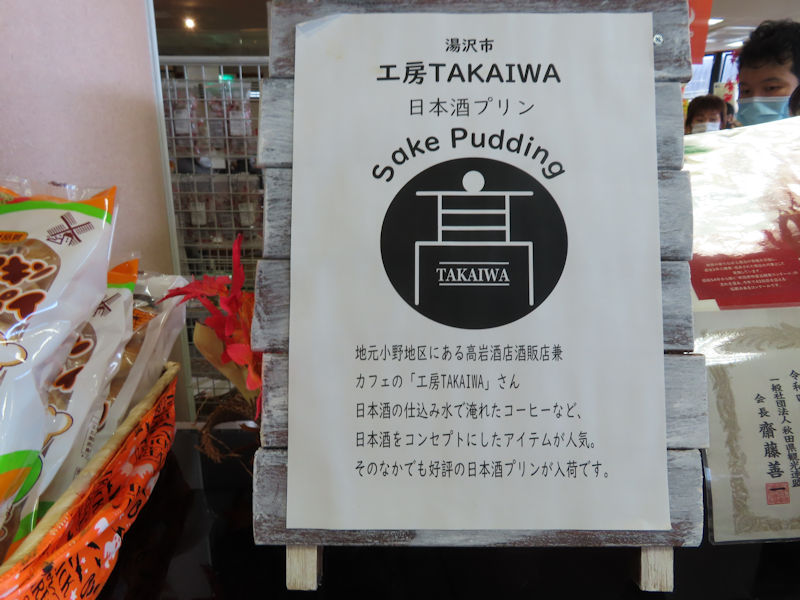 湯沢市
工房TAKAIWA
日本酒プリン
Sake Pudding
TAKAIWA
地元小野地区にある高岩酒店酒販店兼
カフェの「工房TAKAIWA」さん
日本酒の仕込み水で淹れたコーヒーなど、
日本酒をコンセプトにしたアイテムが人気。
そのなかでも好評の日本酒プリンが入荷です。
一般社団法人秋田県観光連盟
会長 齋藤善一